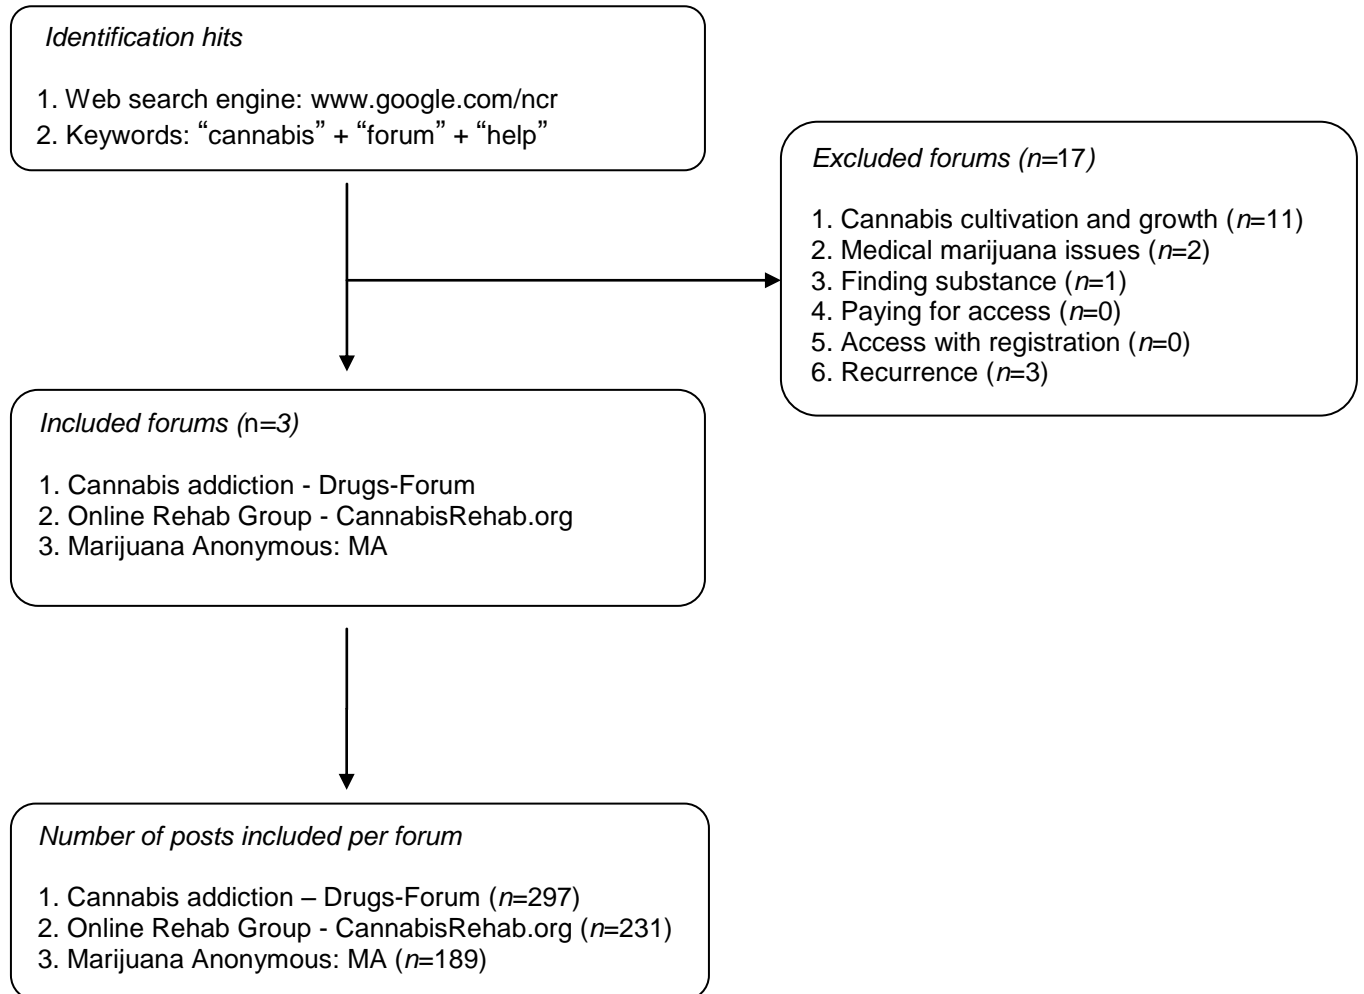 Identification hits
1. Web search engine: www.google.com/ncr
2. Keywords: “cannabis” + “forum” + “help”
Excluded forums (n=17)
1. Cannabis cultivation and growth (n=11)
2. Medical marijuana issues (n=2)
3. Finding substance (n=1)
4. Paying for access (n=0)
5. Access with registration (n=0)
6. Recurrence (n=3)
Included forums (n=3)
1. Cannabis addiction - Drugs-Forum
2. Online Rehab Group - CannabisRehab.org
3. Marijuana Anonymous: MA
Number of posts included per forum
1. Cannabis addiction – Drugs-Forum (n=297)
2. Online Rehab Group - CannabisRehab.org (n=231)
3. Marijuana Anonymous: MA (n=189)